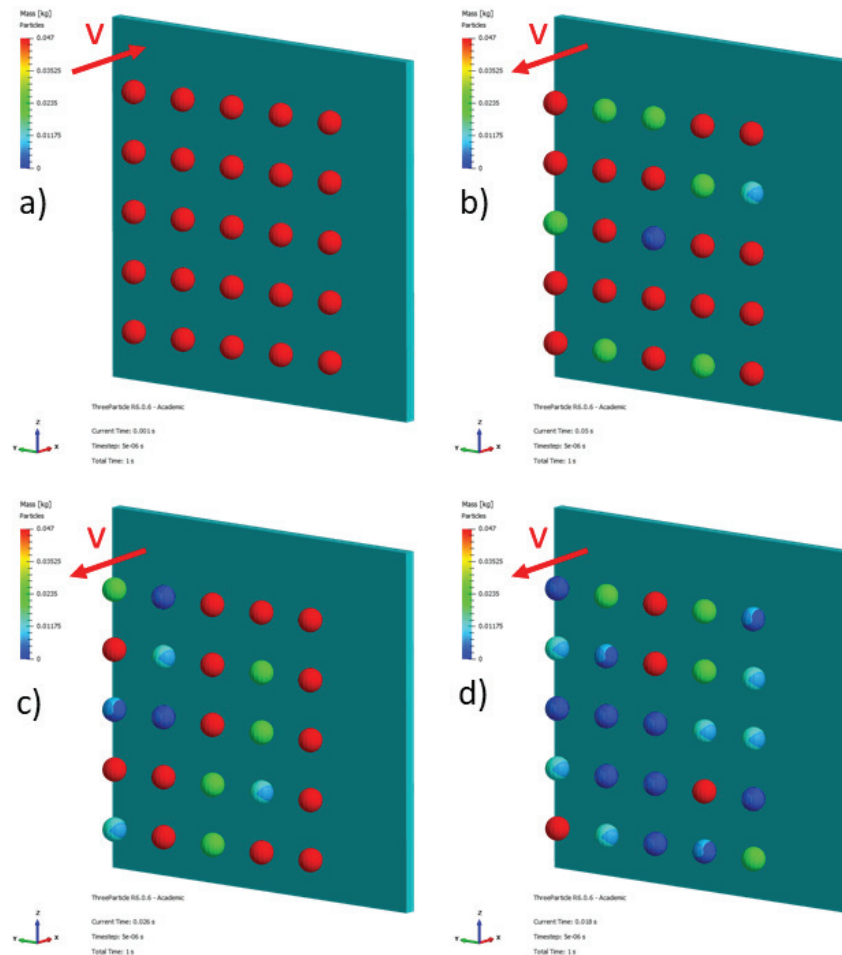 Mass [kg]
Particles
0.047
0.03525
0.0235
0.01175
0
V
a)
ThreeParticle R6.0.6 - Academic
Current Time: 0.001 s
Timestep: 5e-06 s
Total Time: 1 s
Z
Y
X
Mass [kg]
Particles
0.047
0.03525
0.0235
0.01175
0
V
b)
ThreeParticle R6.0.6 - Academic
Current Time: 0.05 s
Timestep: 5e-06 s
Total Time: 1 s
Z
Y
X
Mass [kg]
Particles
0.047
0.03525
0.0235
0.01175
0
V
c)
ThreeParticle R6.0.6 - Academic
Current Time: 0.026 s
Timestep: 5e-06 s
Total Time: 1 s
Z
Y
X
Mass [kg]
Particles
0.047
0.03525
0.0235
0.01175
0
V
d)
ThreeParticle R6.0.6 - Academic
Current Time: 0.018 s
Timestep: 5e-06 s
Total Time: 1 s
Z
Y
X